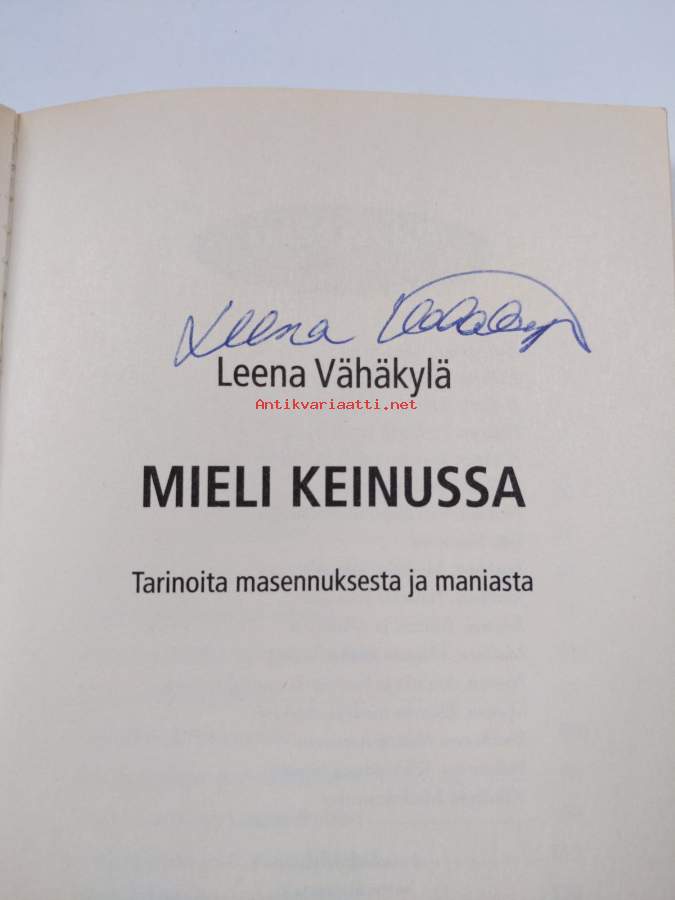 Leena Vähäkylä
Leena Vähäkylä
Antikvariaatti.net
MIELI KEINUSSA
Tarinoita masennuksesta ja maniasta